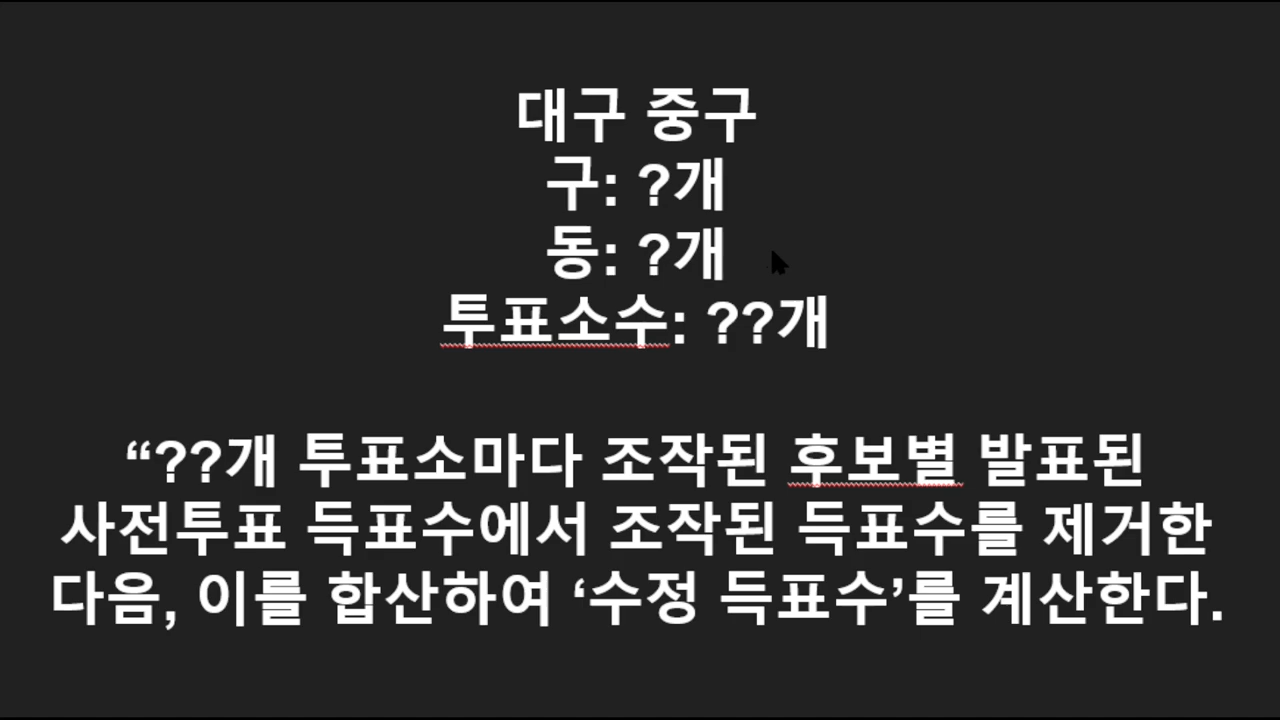 대구 중구
구: ?개
동: ?개
투표소수: ??개
“??개 투표소마다 조작된 후보별 발표된
사전투표 득표수에서 조작된 득표수를 제거한
다음, 이를 합산하여 ‘수정 득표수’를 계산한다.